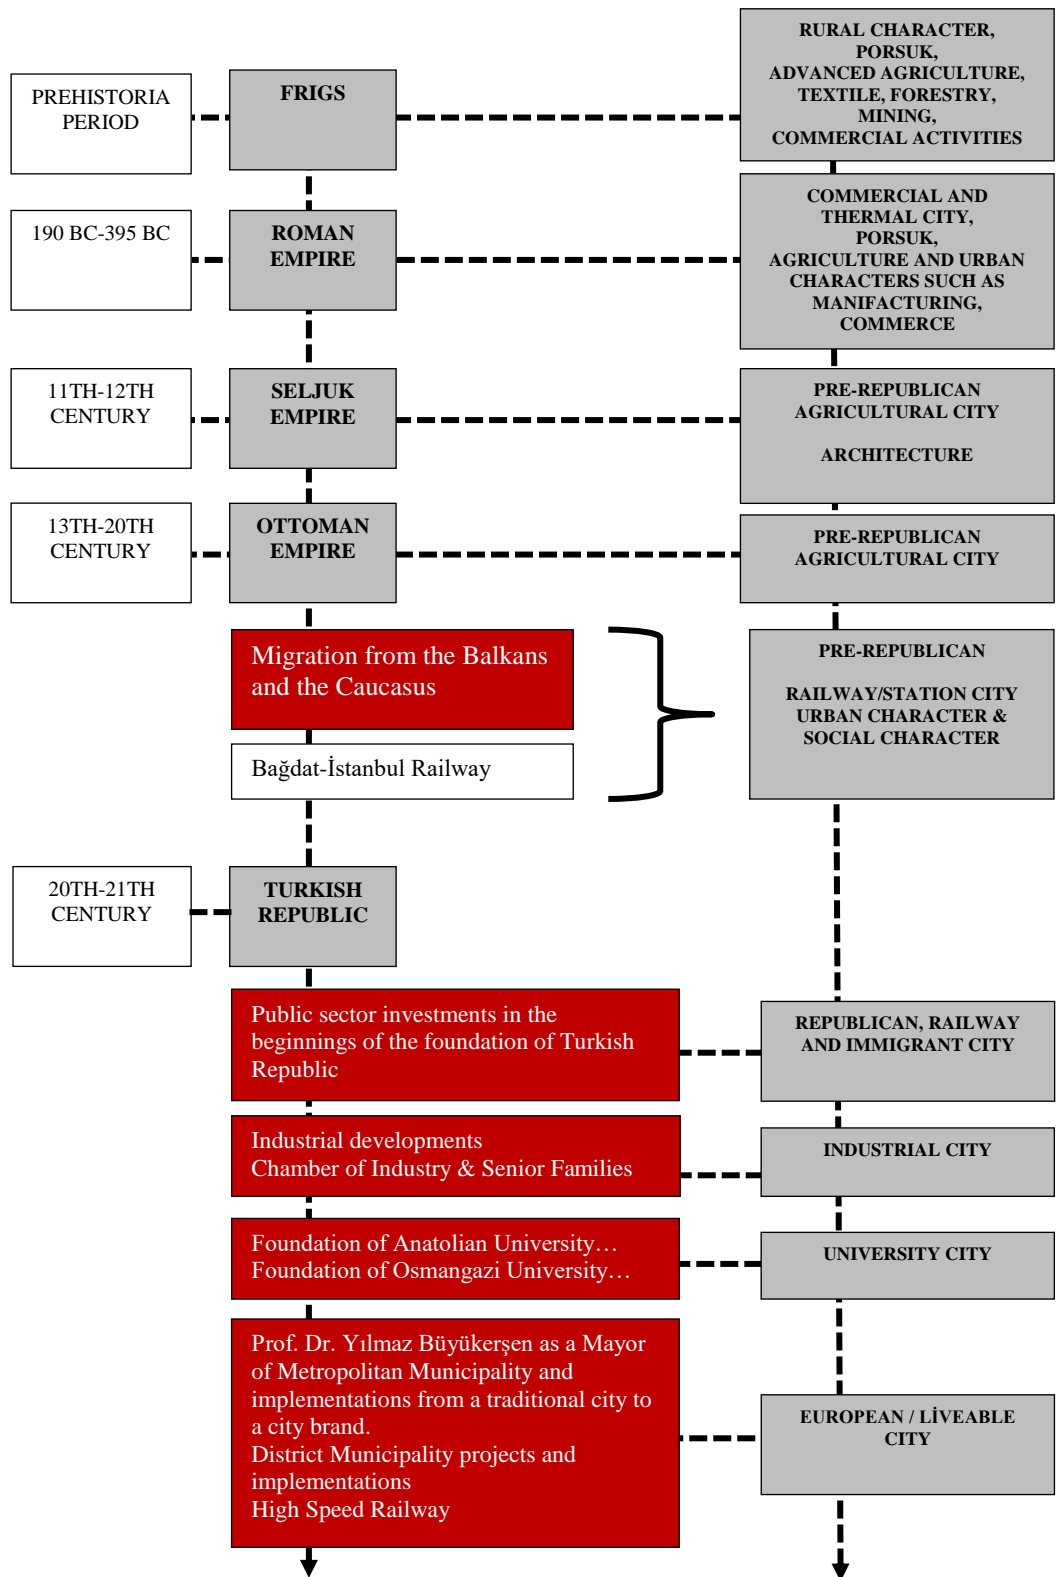 PREHISTORIA
PERIOD
FRIGS
RURAL CHARACTER,
PORSUK,
ADVANCED AGRICULTURE,
TEXTILE, FORESTRY,
MINING,
COMMERCIAL ACTIVITIES
190 BC-395 BC
ROMAN
EMPIRE
COMMERCIAL AND
THERMAL CITY,
PORSUK,
AGRICULTURE AND URBAN
CHARACTERS SUCH AS
MANIFACTURING,
COMMERCE
11TH-12TH
CENTURY
SELJUK
EMPIRE
PRE-REPUBLICAN
AGRICULTURAL CITY
ARCHITECTURE
13TH-20TH
CENTURY
OTTOMAN
EMPIRE
PRE-REPUBLICAN
AGRICULTURAL CITY
Migration from the Balkans
and the Caucasus
Bağdat-İstanbul Railway
PRE-REPUBLICAN
RAILWAY/STATION CITY
URBAN CHARACTER &
SOCIAL CHARACTER
20TH-21TH
CENTURY
TURKISH
REPUBLIC
Public sector investments in the
beginnings of the foundation of Turkish
Republic
REPUBLICAN, RAILWAY
AND IMMIGRANT CITY
Industrial developments
Chamber of Industry & Senior Families
INDUSTRIAL CITY
Foundation of Anatolian University…
Foundation of Osmangazi University…
UNIVERSITY CITY
Prof. Dr. Yılmaz Büyükerşen as a Mayor
of Metropolitan Municipality and
implementations from a traditional city to
a city brand.
District Municipality projects and
implementations
High Speed Railway
EUROPEAN / LİVEABLE
CITY